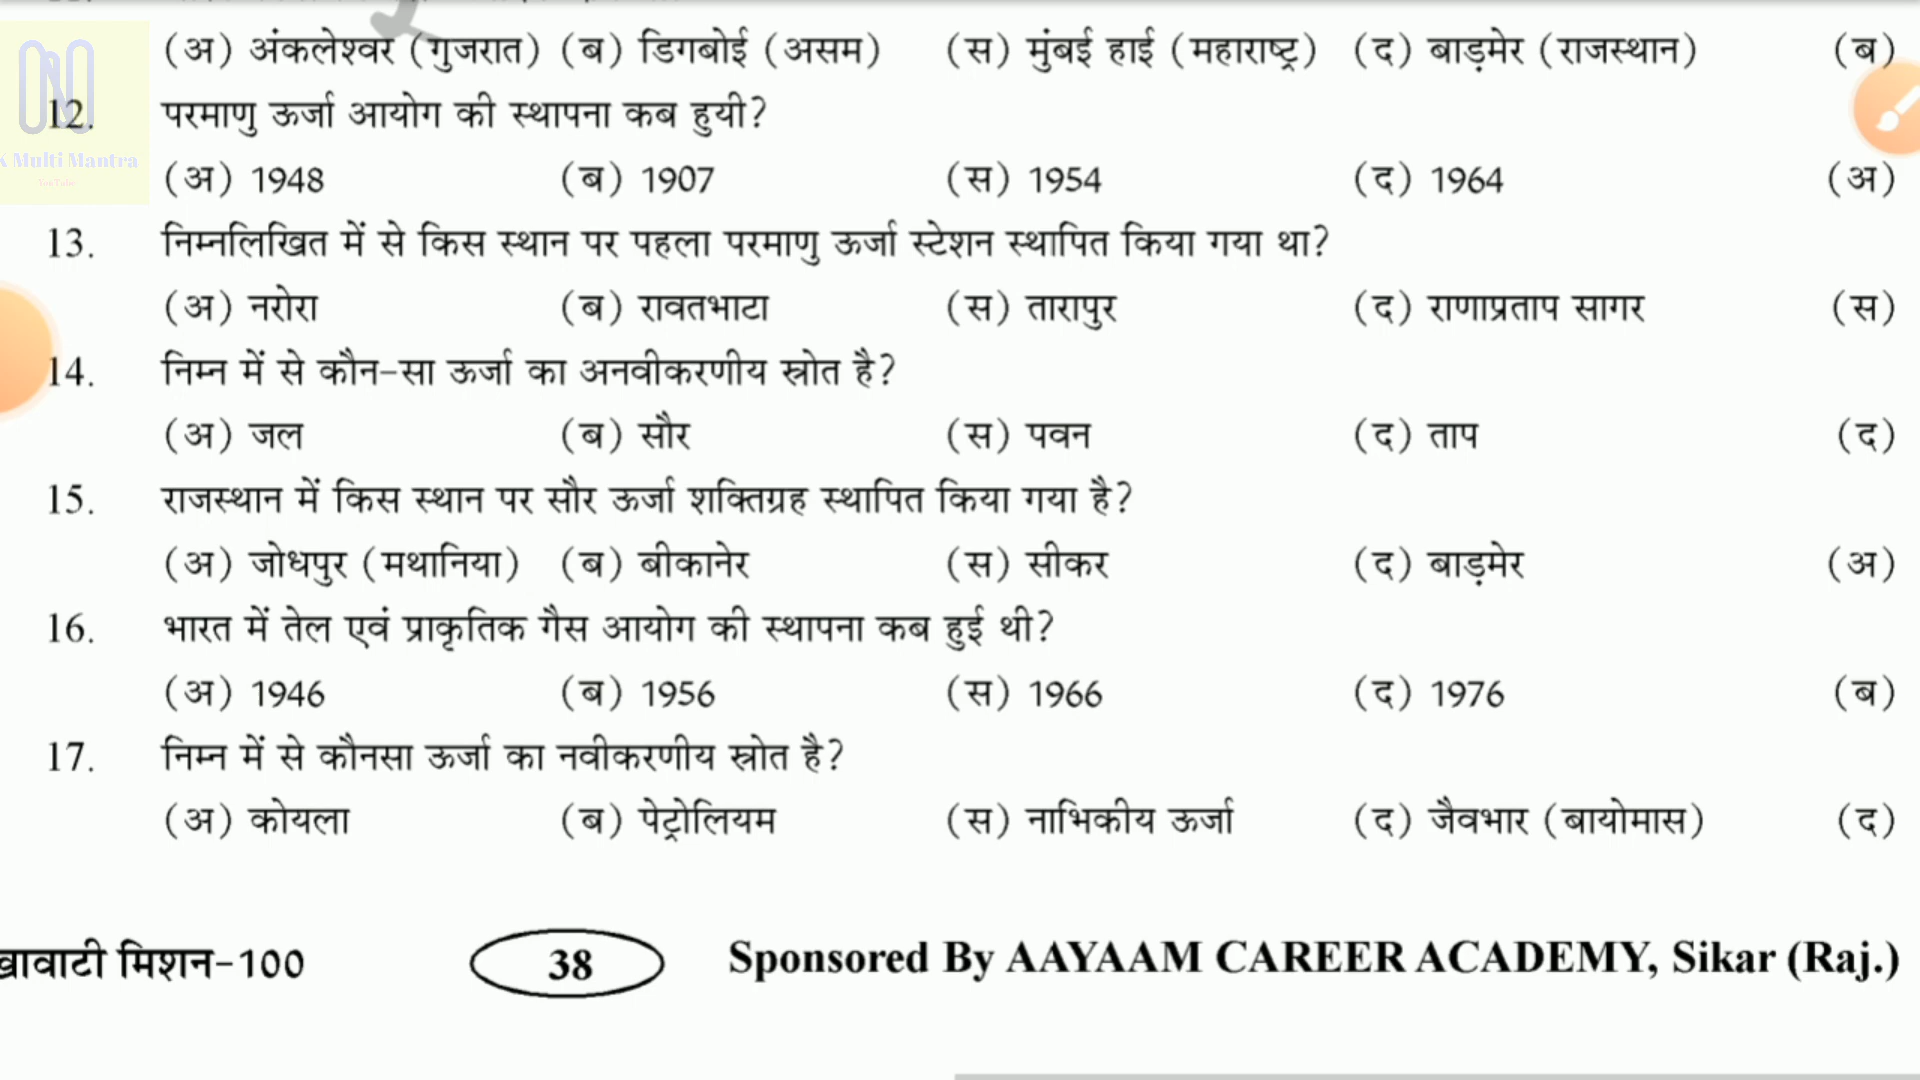 (अ) अंकलेश्वर (गुजरात) (ब) डिगबोई (असम) (स) मुंबई हाई (महाराष्ट्र) (द) बाड़मेर (राजस्थान) (ब)
12. परमाणु ऊर्जा आयोग की स्थापना कब हुयी?
K Multi Mantra
(अ) 1948 (ब) 1907 (स) 1954 (द) 1964 (अ)
13. निम्नलिखित में से किस स्थान पर पहला परमाणु ऊर्जा स्टेशन स्थापित किया गया था?
(अ) नरोरा (ब) रावतभाटा (स) तारापुर (द) राणाप्रताप सागर (स)
14. निम्न में से कौन-सा ऊर्जा का अनवीकरणीय स्रोत है?
(अ) जल (ब) सौर (स) पवन (द) ताप (द)
15. राजस्थान में किस स्थान पर सौर ऊर्जा शक्तिग्रह स्थापित किया गया है?
(अ) जोधपुर (मथानिया) (ब) बीकानेर (स) सीकर (द) बाड़मेर (अ)
16. भारत में तेल एवं प्राकृतिक गैस आयोग की स्थापना कब हुई थी?
(अ) 1946 (ब) 1956 (स) 1966 (द) 1976 (ब)
17. निम्न में से कौनसा ऊर्जा का नवीकरणीय स्रोत है?
(अ) कोयला (ब) पेट्रोलियम (स) नाभिकीय ऊर्जा (द) जैवभार (बायोमास) (द)
खावाटी मिशन-100 38 Sponsored By AAYAAM CAREER ACADEMY, Sikar (Raj.)